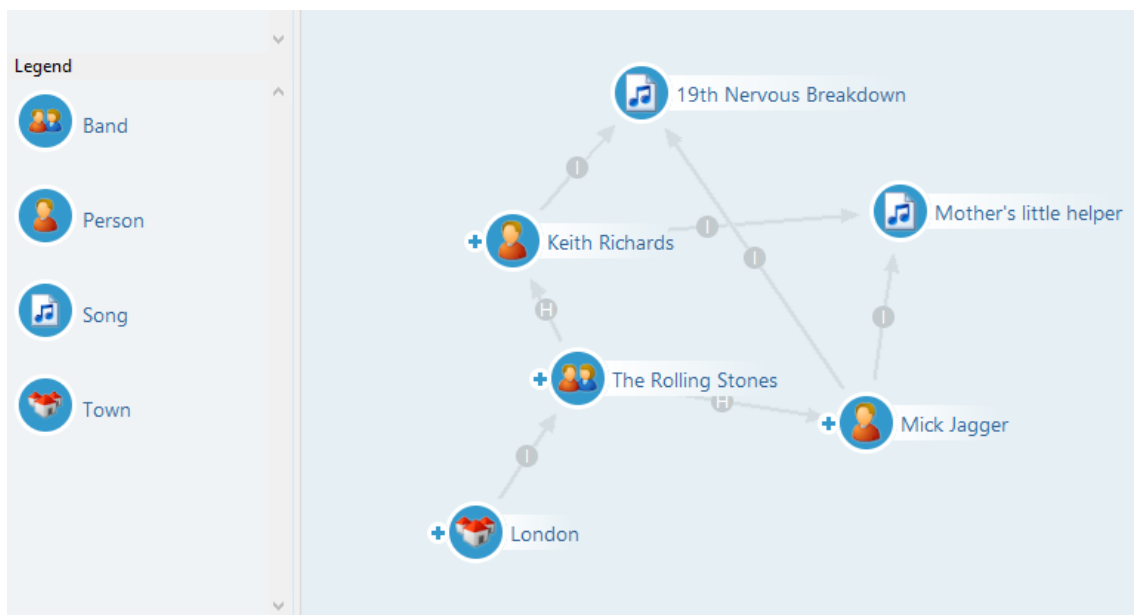 Legend
Band
Person
Song
Town
19th Nervous Breakdown
I
Mother's little helper
I
Keith Richards
I
H
I
The Rolling Stones
H
Mick Jagger
I
London